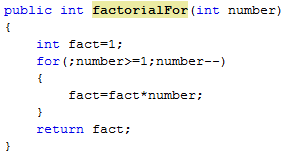 public int factorialFor(int number)
{
    int fact=1;
    for(;number>=1;number--)
    {
        fact=fact*number;
    }
    return fact;
}